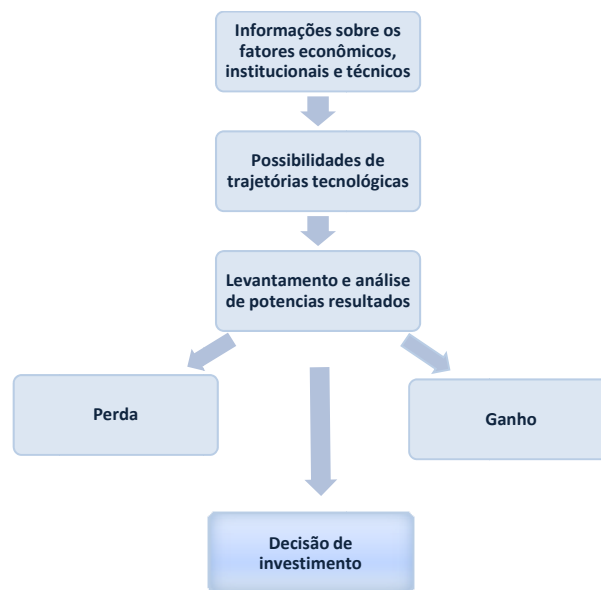 Informações sobre os
fatores econômicos,
institucionais e técnicos
Possibilidades de
trajetórias tecnológicas
Levantamento e análise
de potencias resultados
Perda
Ganho
Decisão de
investimento